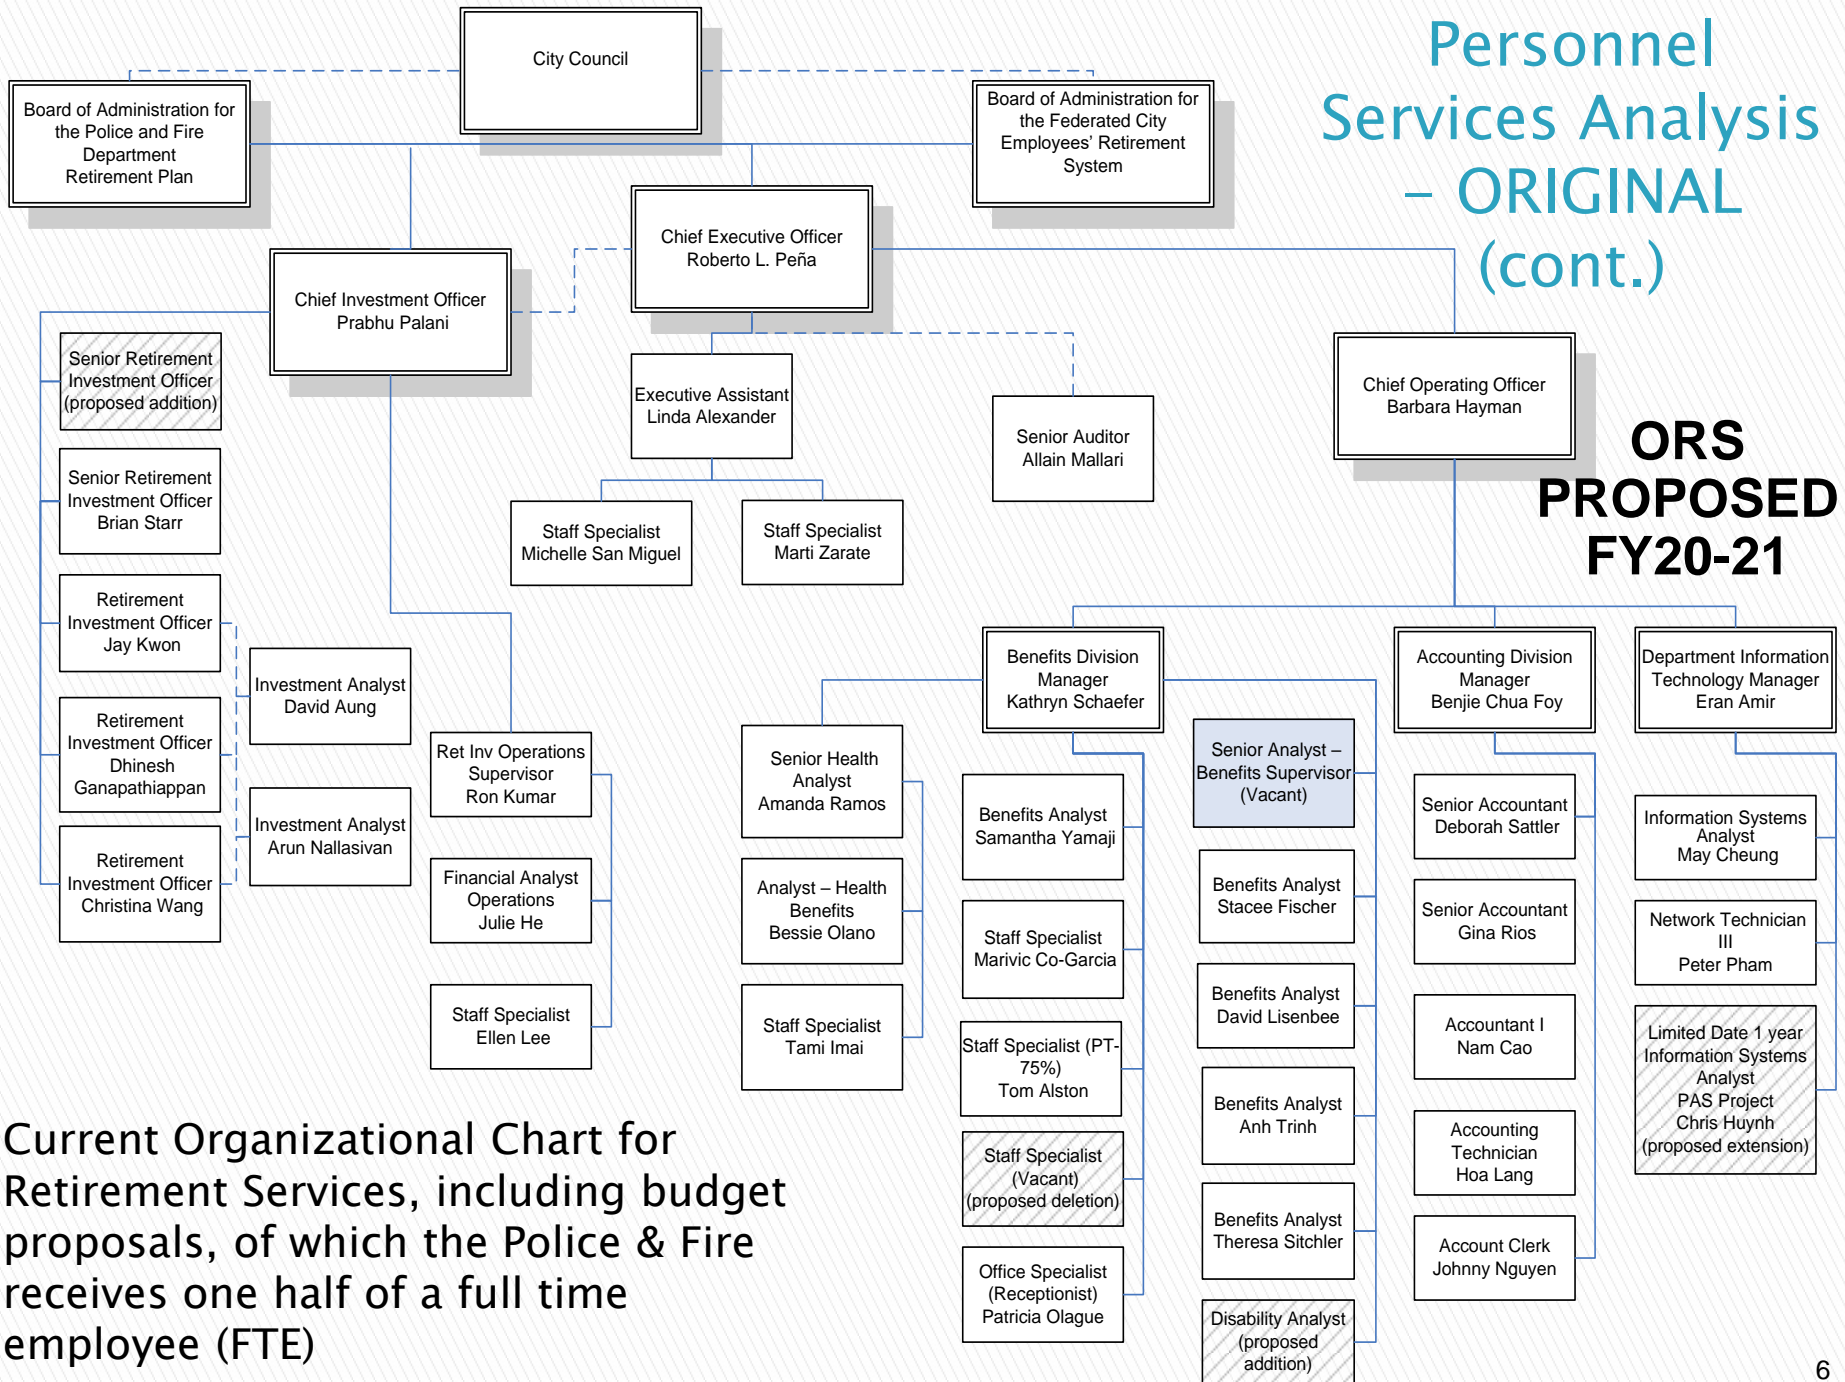 Personnel
Services Analysis
– ORIGINAL
(cont.)
City Council
Board of Administration for
the Police and Fire
Department
Retirement Plan
Board of Administration for
the Federated City
Employees' Retirement
System
Chief Executive Officer
Roberto L. Peña
Chief Investment Officer
Prabhu Palani
Chief Operating Officer
Barbara Hayman
ORS
PROPOSED
FY20-21
Senior Retirement
Investment Officer
(proposed addition)
Senior Retirement
Investment Officer
Brian Starr
Retirement
Investment Officer
Jay Kwon
Retirement
Investment Officer
Dhinesh
Ganapathiappan
Retirement
Investment Officer
Christina Wang
Investment Analyst
David Aung
Investment Analyst
Arun Nallasivan
Executive Assistant
Linda Alexander
Senior Auditor
Allain Mallari
Staff Specialist
Michelle San Miguel
Staff Specialist
Marti Zarate
Ret Inv Operations
Supervisor
Ron Kumar
Financial Analyst
Operations
Julie He
Staff Specialist
Ellen Lee
Benefits Division
Manager
Kathryn Schaefer
Accounting Division
Manager
Benjie Chua Foy
Department Information
Technology Manager
Eran Amir
Senior Health
Analyst
Amanda Ramos
Analyst – Health
Benefits
Bessie Olano
Staff Specialist
Tami Imai
Benefits Analyst
Samantha Yamaji
Staff Specialist
Marivic Co-Garcia
Staff Specialist (PT-
75%)
Tom Alston
Staff Specialist
(Vacant)
(proposed deletion)
Office Specialist
(Receptionist)
Patricia Olague
Senior Analyst –
Benefits Supervisor
(Vacant)
Benefits Analyst
Stacee Fischer
Benefits Analyst
David Lisenbee
Benefits Analyst
Anh Trinh
Benefits Analyst
Theresa Sitchler
Disability Analyst
(proposed
addition)
Senior Accountant
Deborah Sattler
Senior Accountant
Gina Rios
Accountant I
Nam Cao
Accounting
Technician
Hoa Lang
Account Clerk
Johnny Nguyen
Information Systems
Analyst
May Cheung
Network Technician
III
Peter Pham
Limited Date 1 year
Information Systems
Analyst
PAS Project
Chris Huynh
(proposed extension)
Current Organizational Chart for
Retirement Services, including budget
proposals, of which the Police & Fire
receives one half of a full time
employee (FTE)
6